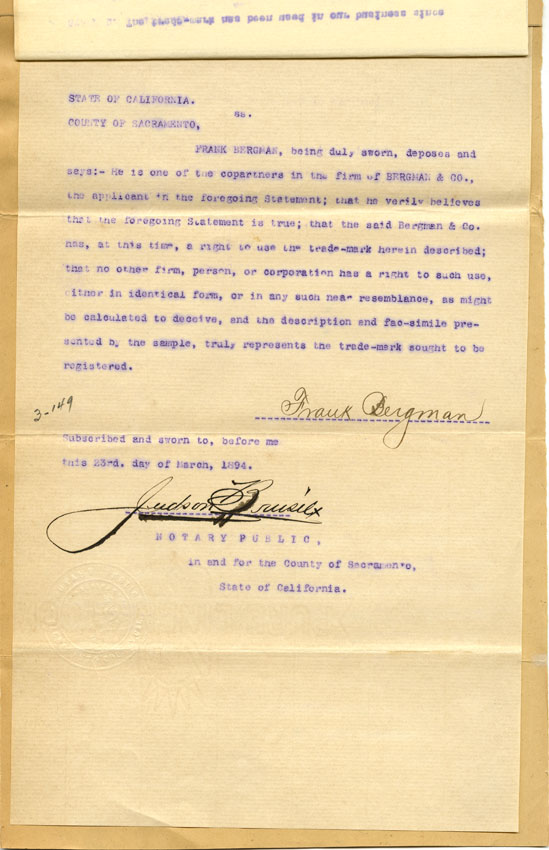 STATE OF CALIFORNIA.
ss.
COUNTY OF SACRAMENTO,
FRANK BERGMAN, being duly sworn, deposes and
says:- He is one of the copartners in the firm of BERGMAN & CO.,
the applicant in the foregoing Statement; that he verily believes
that the foregoing Statement is true; that the said Bergman & Co.
has, at this time, a right to use the trade-mark herein described;
that no other firm, person, or corporation has a right to such use,
either in identical form, or in any such near resemblance, as might
be calculated to deceive, and the description and fac-simile pre-
sented by the sample, truly represents the trade-mark sought to be
registered.
3-149
Frank Bergman
Subscribed and sworn to, before me
this 23rd. day of March, 1894.
Judson
NOTARY PUBLIC,
in and for the County of Sacramento,
State of California.